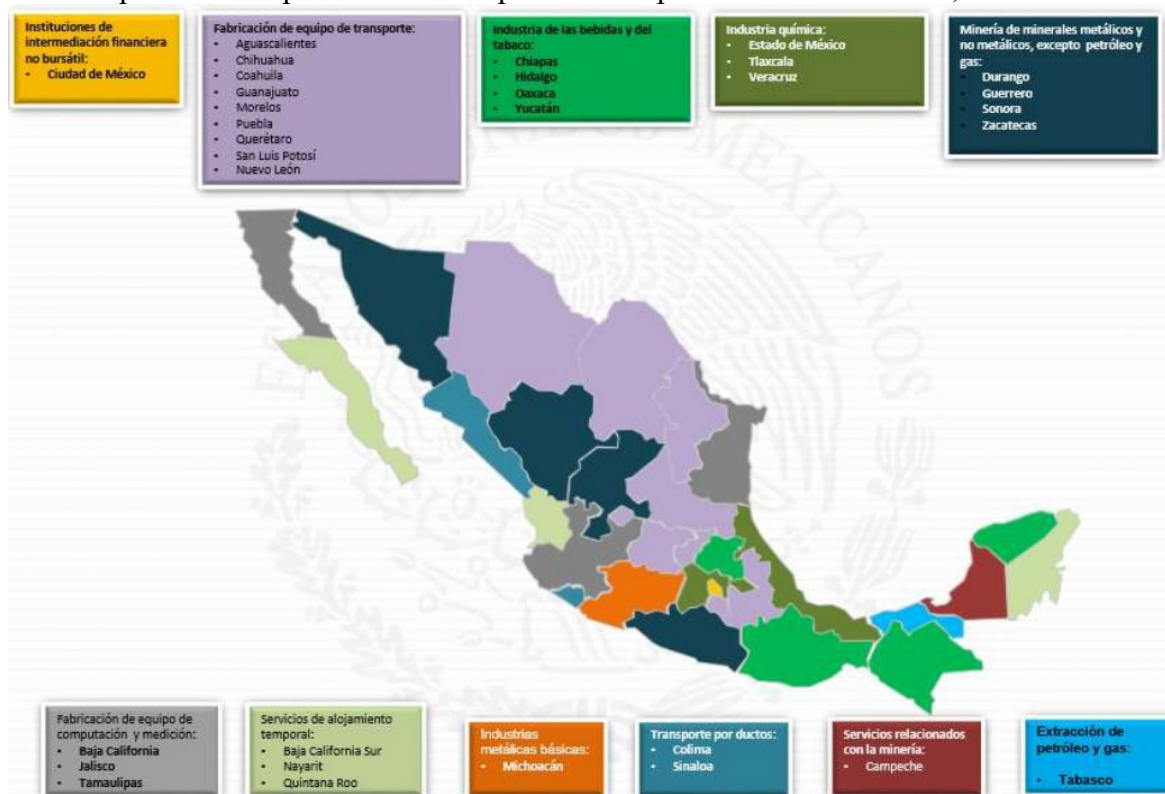 Instituciones de
intermediación financiera
no bursátil:
• Ciudad de México
Fabricación de equipo de transporte:
• Aguascalientes
• Chihuahua
• Coahuila
• Guanajuato
• Morelos
• Puebla
• Querétaro
• San Luis Potosí
• Nuevo León
Industria de las bebidas y del
tabaco:
• Chiapas
• Hidalgo
• Oaxaca
• Yucatán
Industria química:
• Estado de México
• Tlaxcala
• Veracruz
Minería de minerales metálicos y
no metálicos, excepto petróleo y
gas:
• Durango
• Guerrero
• Sonora
• Zacatecas
MEXICANOS
Fabricación de equipo de
computación y medición:
• Baja California
• Jalisco
• Tamaulipas
Servicios de alojamiento
temporal:
• Baja California Sur
• Nayarit
• Quintana Roo
Industrias
metálicas básicas:
• Michoacán
Transporte por ductos:
• Colima
• Sinaloa
Servicios relacionados
con la minería:
• Campeche
Extracción de
petróleo y gas:
• Tabasco